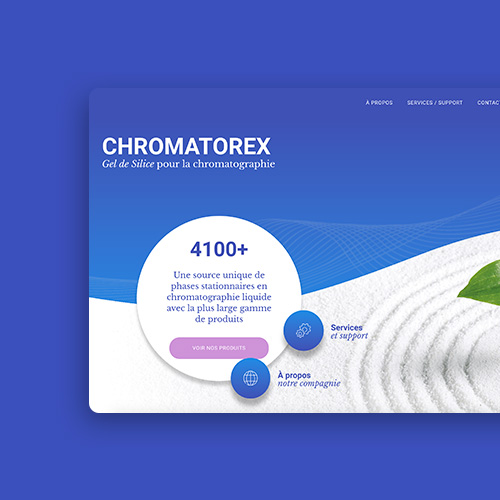 À PROPOS SERVICES / SUPPORT CONTAC
CHROMATOREX
Gel de Silice pour la chromatographie
4100+
Une source unique de
phases stationnaires en
chromatographie liquide
avec la plus large gamme
de produits
VOIR NOS PRODUITS
Services
et support
À propos
notre compagnie